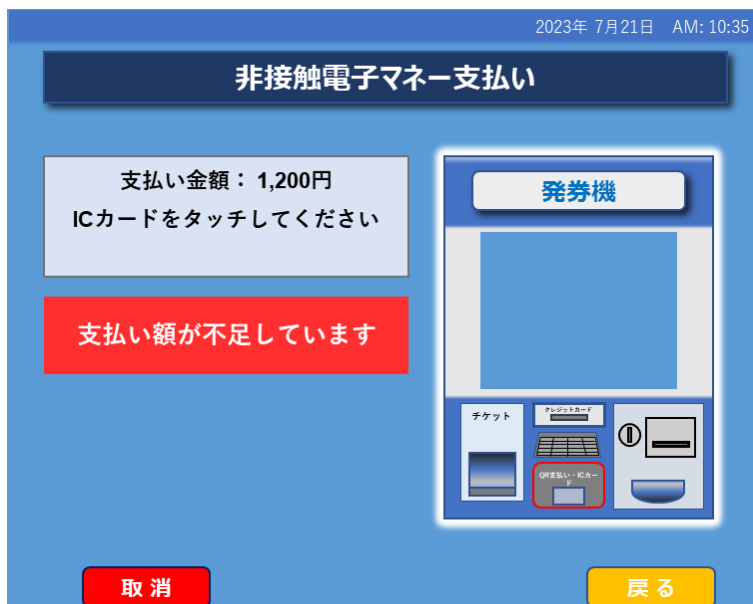 2023年 7月21日 AM: 10:35
非接触電子マネー支払い
支払い金額： 1,200円
ICカードをタッチしてください
支払い額が不足しています
発券機
チケット
クレジットカード
QR支払い・ICカー
ド
取 消
戻 る